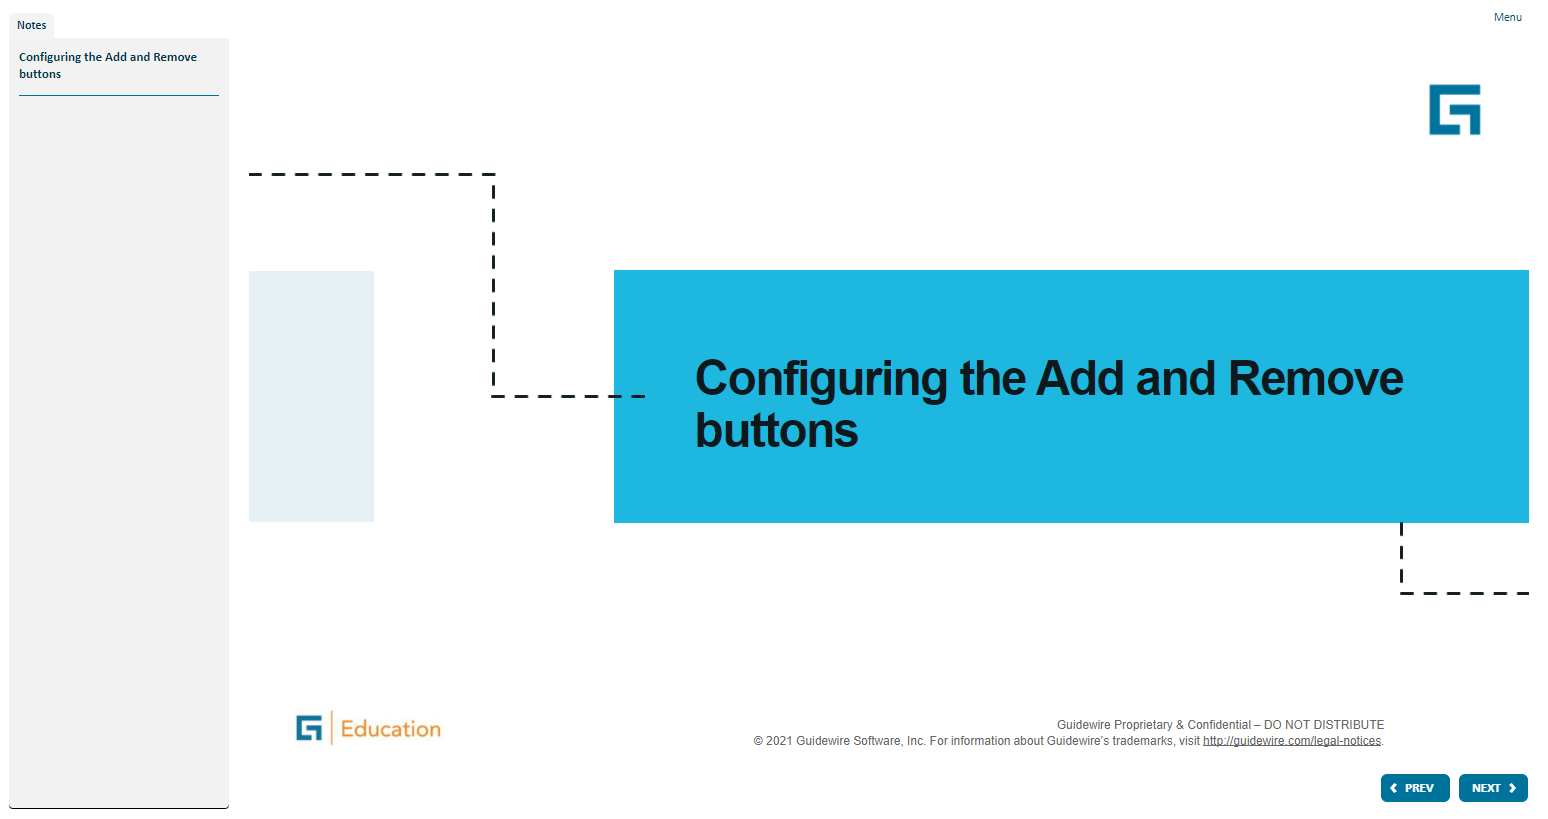 Notes
Menu
Configuring the Add and Remove
buttons
Configuring the Add and Remove
buttons
Education
Guidewire Proprietary & Confidential – DO NOT DISTRIBUTE
© 2021 Guidewire Software, Inc. For information about Guidewire's trademarks, visit http://guidewire.com/legal-notices.
PREV
NEXT